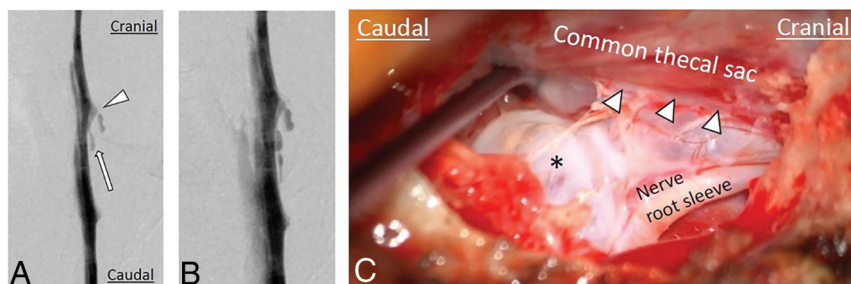 Cranial
Caudal
A
B
Caudal
Cranial
Common thecal sac
*
Nerve
root sleeve
C